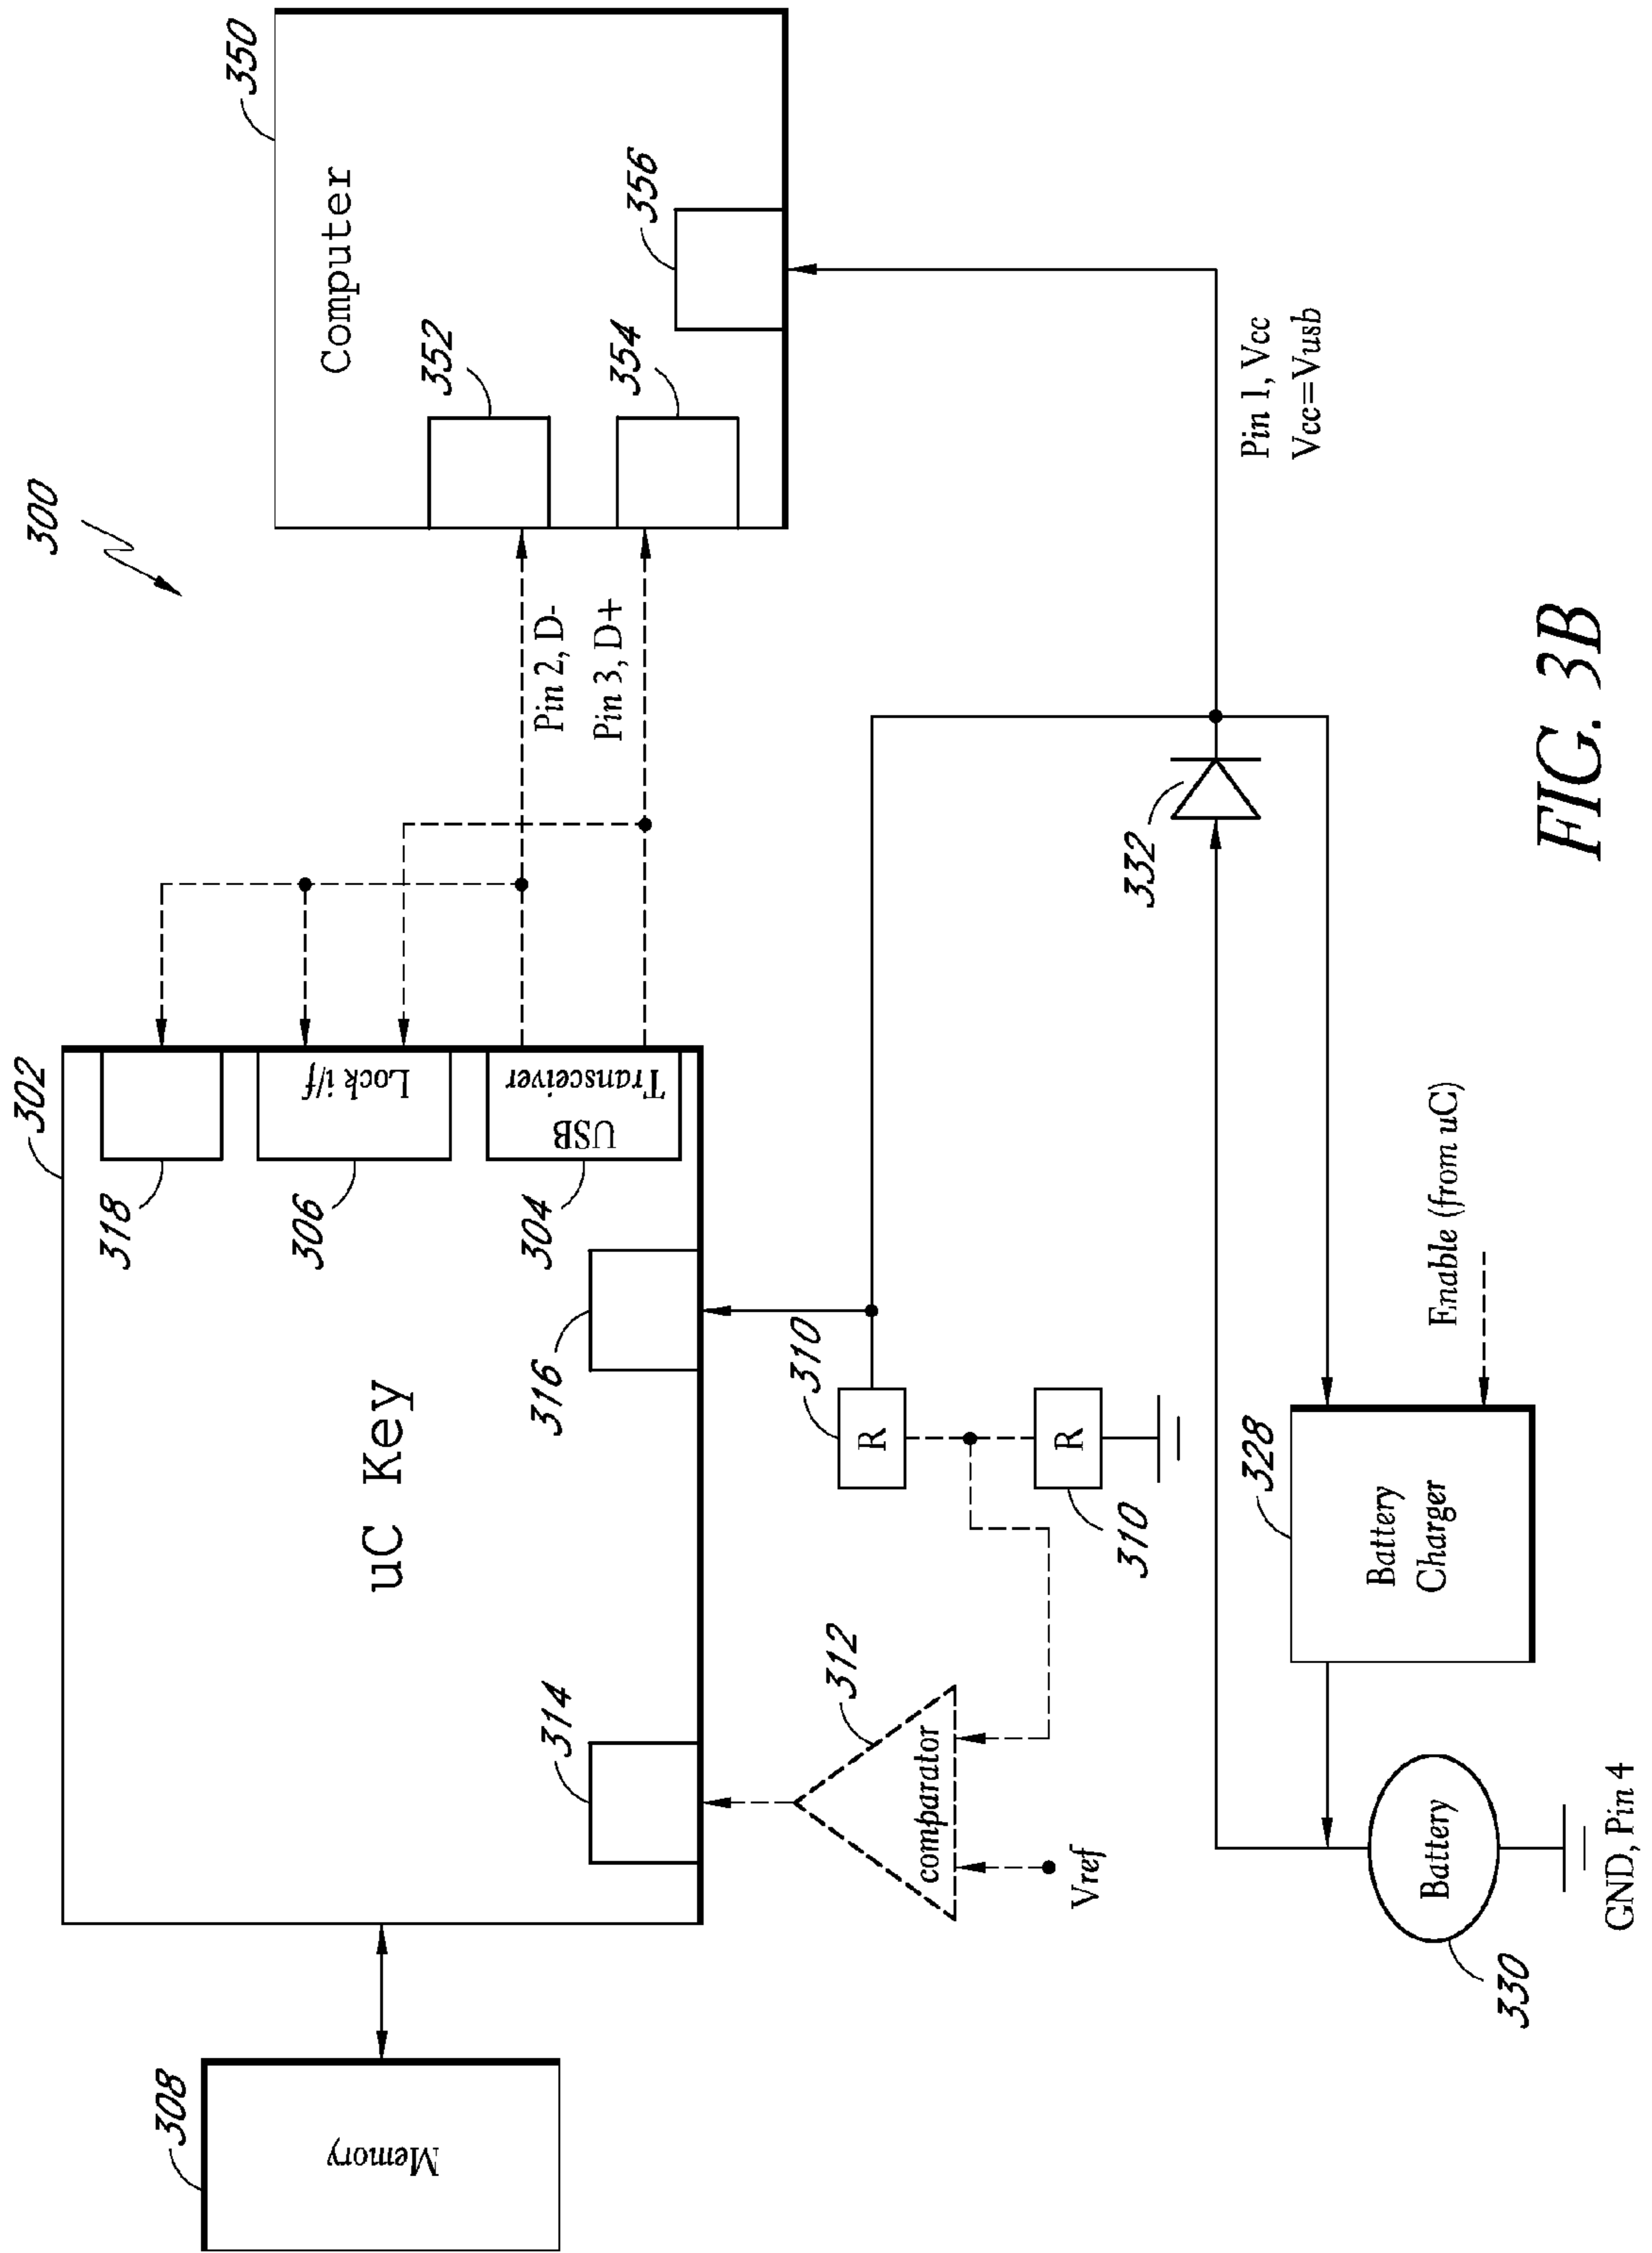 300
302
350
Computer
318
306
304
Lock i/f
USB
Transceiver
352
354
356
Pin 2, D-
Pin 3, D+
308
Memory
uC Key
314
316
312
comparator
Vref
310
R
R
310
332
Pin 1, Vcc
Vcc=Vusb
328
Battery
Charger
Enable (from uC)
330
Battery
GND, Pin 4
FIG. 3B